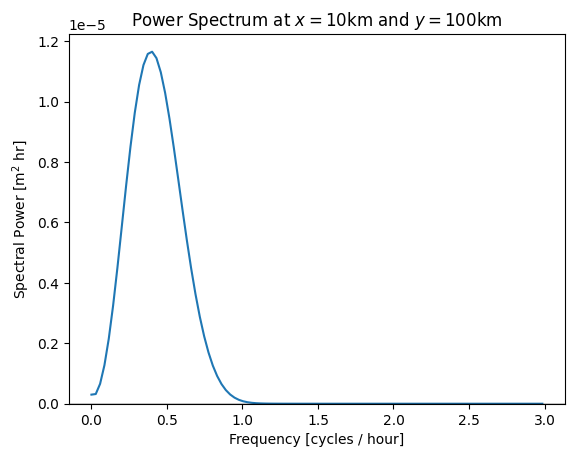 Power Spectrum at x = 10km and y = 100km
1e−5
1.2
1.0
0.8
0.6
0.4
0.2
0.0
Spectral Power [m² hr]
0.0 0.5 1.0 1.5 2.0 2.5 3.0
Frequency [cycles / hour]